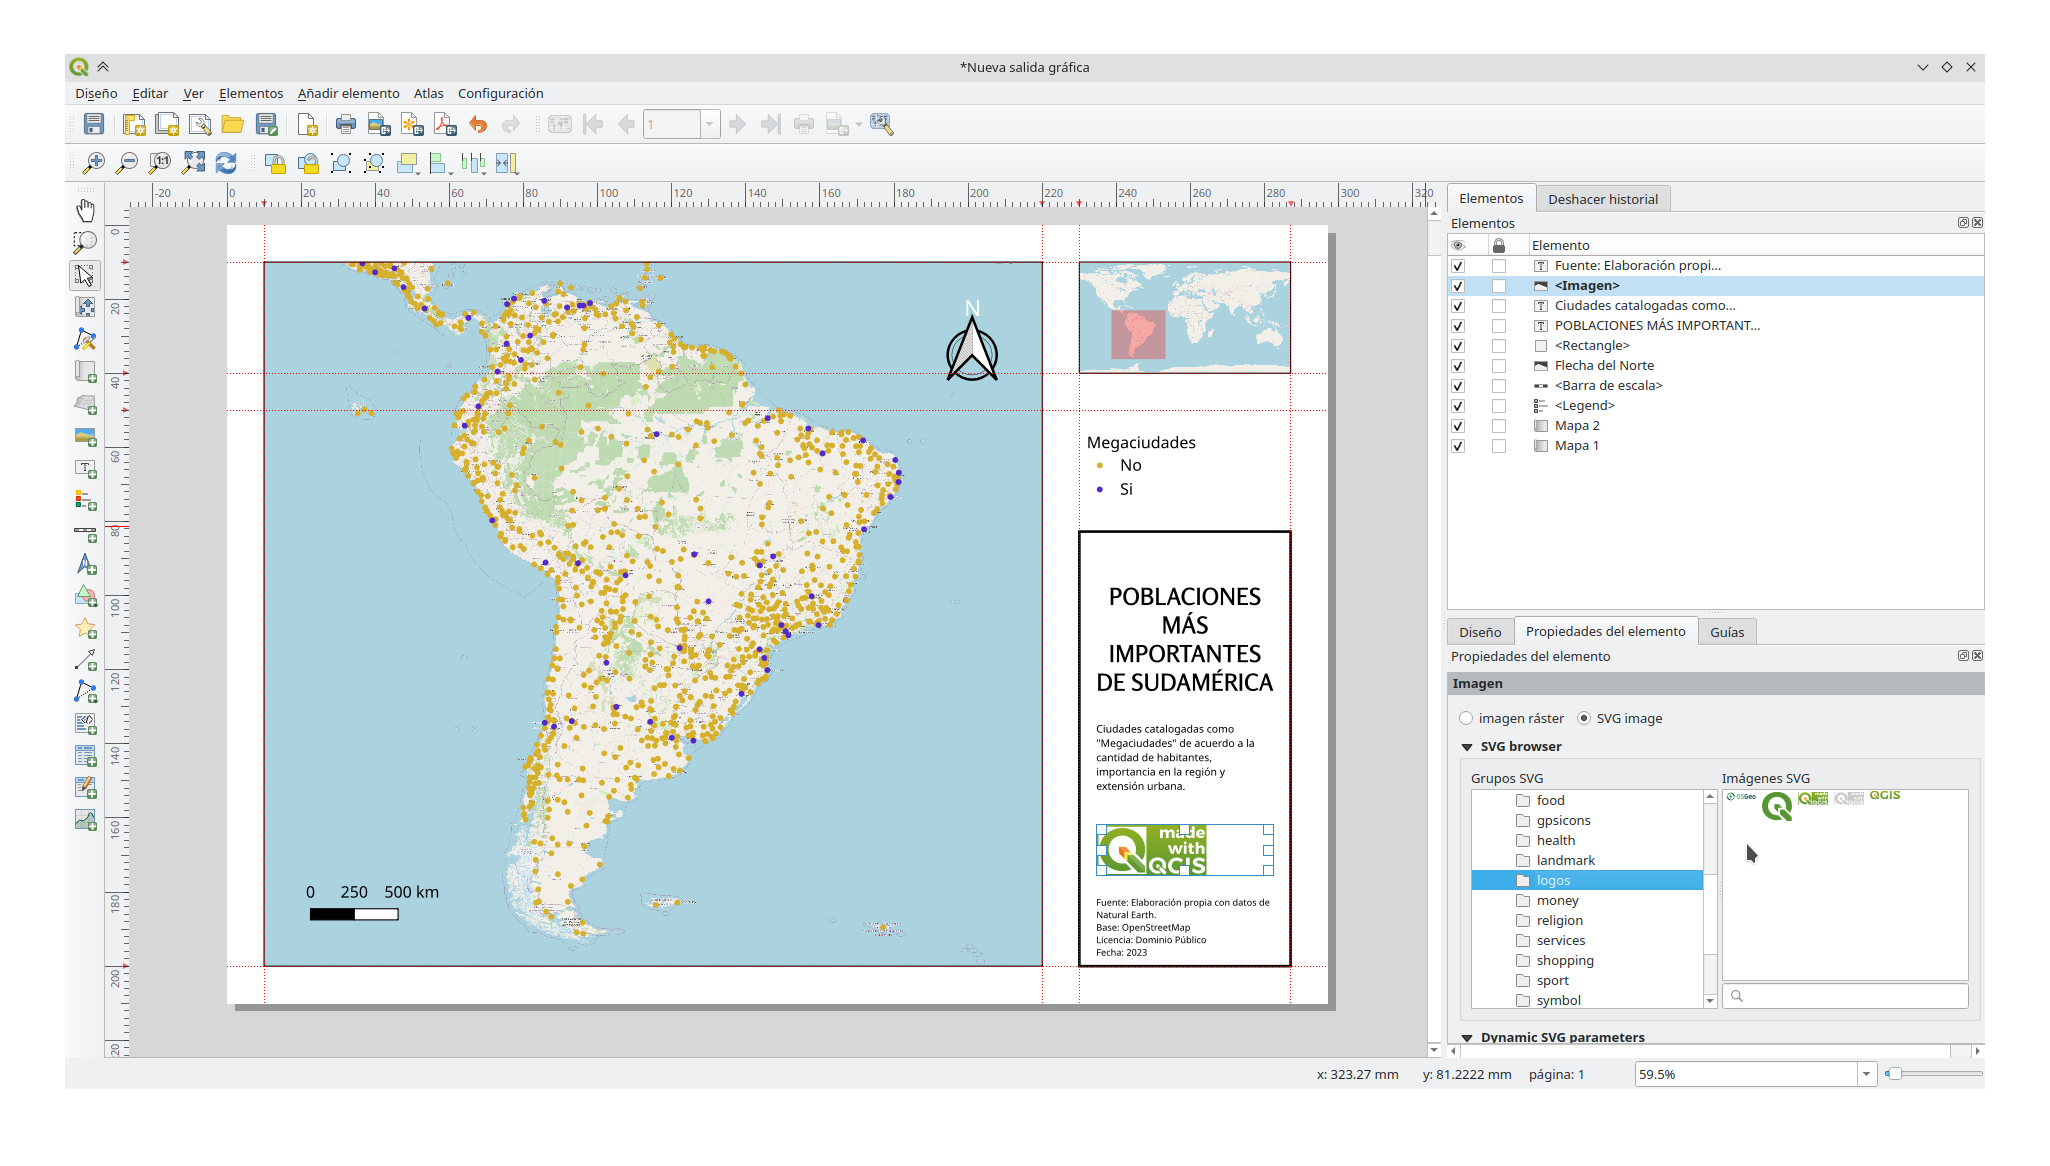 *Nueva salida gráfica
Diseño Editar Ver Elementos Añadir elemento Atlas Configuración
1
1:1
-20 0 20 40 60 80 100 120 140 160 180 200 220 240 260 280 300 320
0
20
40
60
80
100
120
140
160
180
200
220
N
0 250 500 km
Megaciudades
No
Si
POBLACIONES
MÁS
IMPORTANTES
DE SUDAMÉRICA
Ciudades catalogadas como
"Megaciudades" de acuerdo a la
cantidad de habitantes,
importancia en la región y
extensión urbana.
made
with
QGIS
Fuente: Elaboración propia con datos de
Natural Earth.
Base: OpenStreetMap
Licencia: Dominio Público
Fecha: 2023
Elementos Deshacer historial
Elementos
Elemento
Fuente: Elaboración propi...
<Imagen>
Ciudades catalogadas como...
POBLACIONES MÁS IMPORTANT...
<Rectangle>
Flecha del Norte
<Barra de escala>
<Legend>
Mapa 2
Mapa 1
Diseño Propiedades del elemento Guías
Propiedades del elemento
Imagen
imagen ráster SVG image
SVG browser
Grupos SVG Imágenes SVG
food
gpsicons
health
landmark
logos
money
religion
services
shopping
sport
symbol
OSGeo
QGIS
Dynamic SVG parameters
x: 323.27 mm y: 81.2222 mm página: 1 59.5%